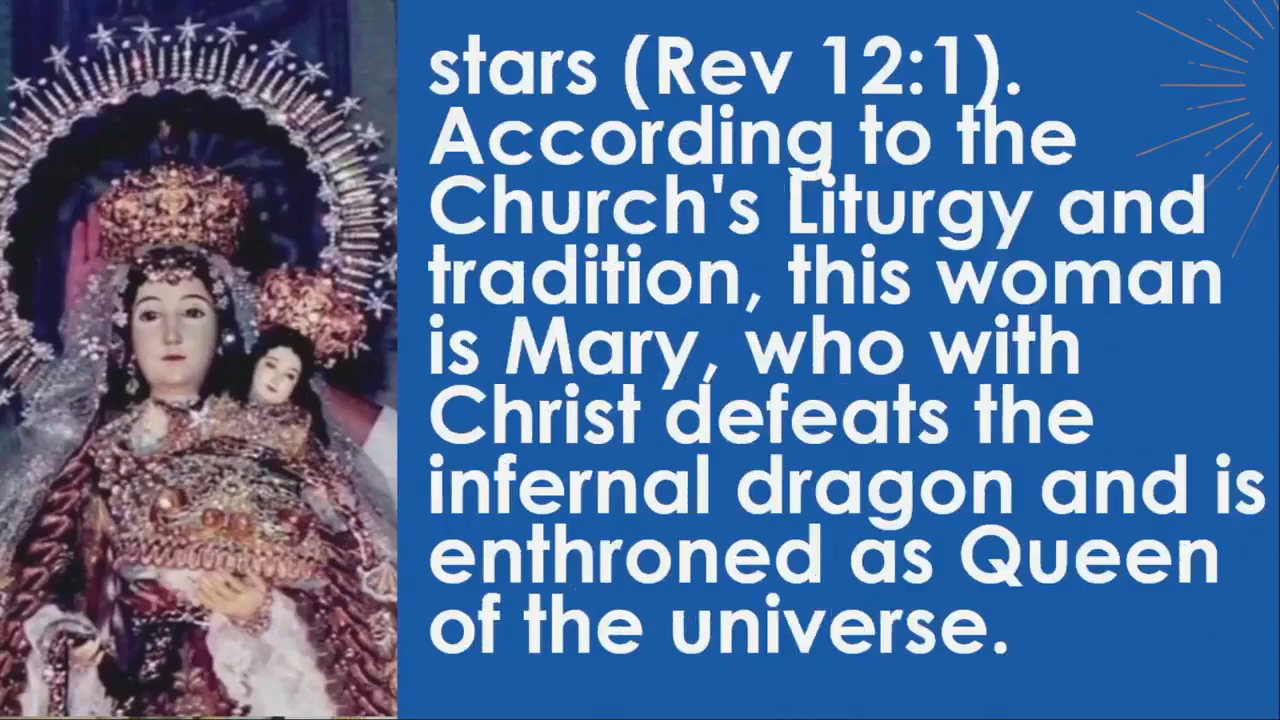 stars (Rev 12:1).
According to the
Church's Liturgy and
tradition, this woman
is Mary, who with
Christ defeats the
infernal dragon and is
enthroned as Queen
of the universe.